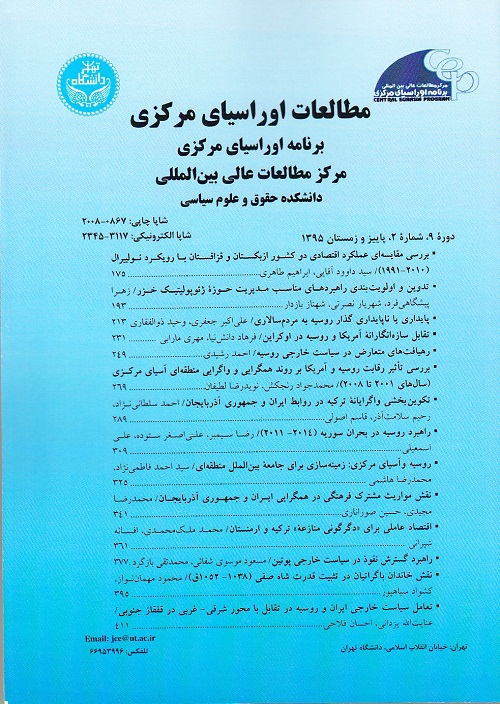 تهران
دانشگاه
مرکز مطالعات عالی بین المللی
برنامه اوراسیای مرکزی
CENTRAL EURASIA PROGRAM
مطالعات اوراسیای مرکزی
برنامه اوراسیای مرکزی
مرکز مطالعات عالی بین‌المللی
دانشکده حقوق و علوم سیاسی
شاپا چاپی: ۰۸۶۷-۲۰۰۸
شاپا الکترونیکی: ۳۱۱۷-۲۳۴۵
دورهٔ ۹، شمارهٔ ۲، پاییز و زمستان ۱۳۹۵
• بررسی مقایسه‌ای عملکرد اقتصادی دو کشور ازبکستان و قزاقستان با رویکرد نولیبرال
(۲۰۱۰-۱۹۹۱)/ سید داوود آقایی، ابراهیم طاهری ۱۷۵
• تدوین و اولویت‌بندی راهبردهای مناسب مدیریت حوزهٔ ژئوپولیتیک خزر/ زهرا
پیشگاهی‌فرد، شهریار نصرتی، شهناز بازدار ۱۹۳
• پایداری یا ناپایداری گذار روسیه به مردم‌سالاری/ علی‌اکبر جعفری، وحید ذوالفقاری ۲۱۳
• تقابل سازه‌انگارانهٔ آمریکا و روسیه در اوکراین/ فرهاد دانش‌نیا، مهری مارابی ۲۳۱
• رهیافت‌های متعارض در سیاست خارجی روسیه/ احمد رشیدی ۲۴۹
• بررسی تأثیر رقابت روسیه و آمریکا بر روند همگرایی و واگرایی منطقه‌ای آسیای مرکزی
(سال‌های ۲۰۰۱ تا ۲۰۰۸)/ محمدجواد رنجکش، نویدرضا لطیفان ۲۶۹
• تکوین‌بخشی واگرایانهٔ ترکیه در روابط ایران و جمهوری آذربایجان/ احمد سلطانی‌نژاد،
رحیم سلامت‌آذر، قاسم اصولی ۲۸۹
• راهبرد روسیه در بحران سوریه (۲۰۱۴- ۲۰۱۱)/ رضا سیمبر، علی‌اصغر ستوده، علی
اسمعیلی ۳۰۹
• روسیه وآسیای مرکزی: زمینه‌سازی برای جامعهٔ بین‌الملل منطقه‌ای/ سید احمد فاطمی‌نژاد،
محمدرضا هاشمی ۳۲۵
• نقش مواریث مشترک فرهنگی در همگرایی ایران و جمهوری آذربایجان/ محمدرضا
مجیدی، حسین صورناری ۳۴۱
• اقتصاد عاملی برای «دگرگونی منازعهٔ» ترکیه و ارمنستان/ محمد ملک‌محمدی، افسانه
شیرانی ۳۶۱
• راهبرد گسترش نفوذ در سیاست خارجی پوتین/ مسعود موسوی شفائی، محمدتقی بازگرد ۳۷۷
• نقش خاندان باگراتیان در تثبیت قدرت شاه صفی (۱۰۳۸- ۱۰۵۲ق)/ محمود مهمان‌نواز،
کشواد سیاهپور ۳۹۵
• تعامل سیاست خارجی ایران و روسیه در تقابل با محور شرقی- غربی در قفقاز جنوبی/
عنایت‌الله یزدانی، احسان فلاحی ۴۱۱
Email: jce@ut.ac.ir
تلفکس: ۶۶۹۵۳۹۹۶
تهران: خیابان انقلاب اسلامی، دانشگاه تهران